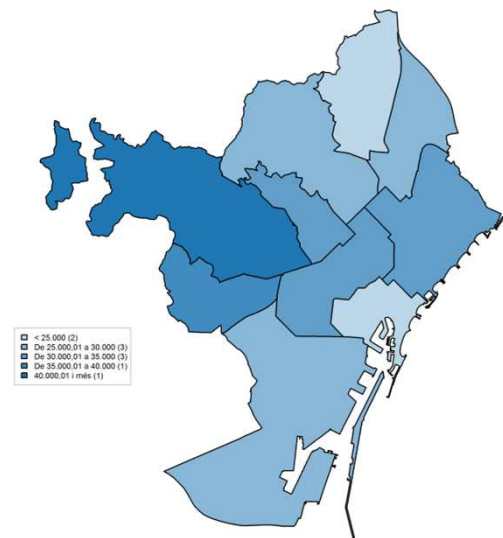 < 25.000 (2)
De 25.000,01 a 30.000 (3)
De 30.000,01 a 35.000 (3)
De 35.000,01 a 40.000 (1)
40.000,01 i més (1)